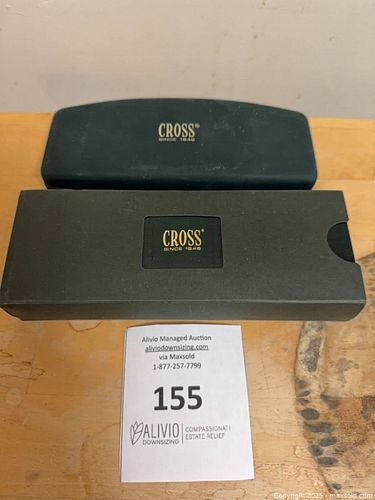 CROSS®
SINCE 1846
CROSS®
SINCE 1846
Alivio Managed Auction
aliviodownsizing.com
via Maxsold
1-877-257-7799
155
ALIVIO
DOWNSIZING
COMPASSIONATE
ESTATE RELIEF
Copyright 2025 - maxsold.com